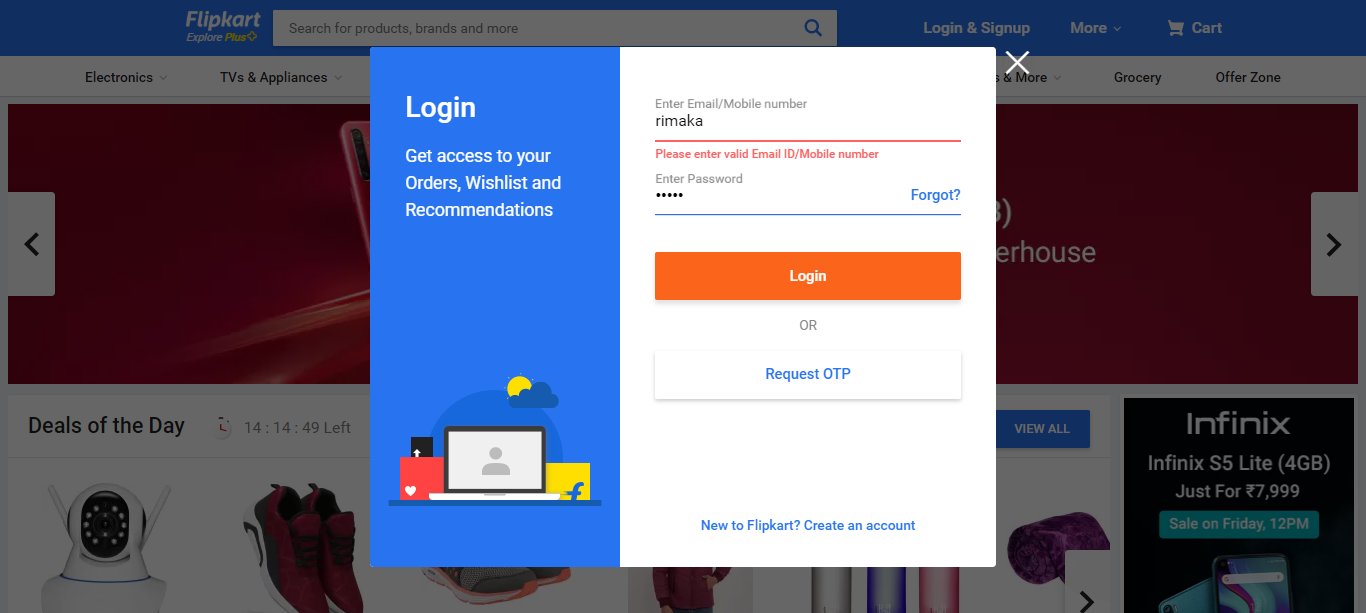 Flipkart
Explore Plus
Search for products, brands and more
Login & Signup
More
Cart
Electronics
TVs & Appliances
& More
Grocery
Offer Zone
Login
Get access to your
Orders, Wishlist and
Recommendations
Enter Email/Mobile number
rimaka
Please enter valid Email ID/Mobile number
Enter Password
•••••
Forgot?
Login
OR
Request OTP
New to Flipkart? Create an account
Deals of the Day
14 : 14 : 49 Left
VIEW ALL
Infinix
Infinix S5 Lite (4GB)
Just For ₹7,999
Sale on Friday, 12PM